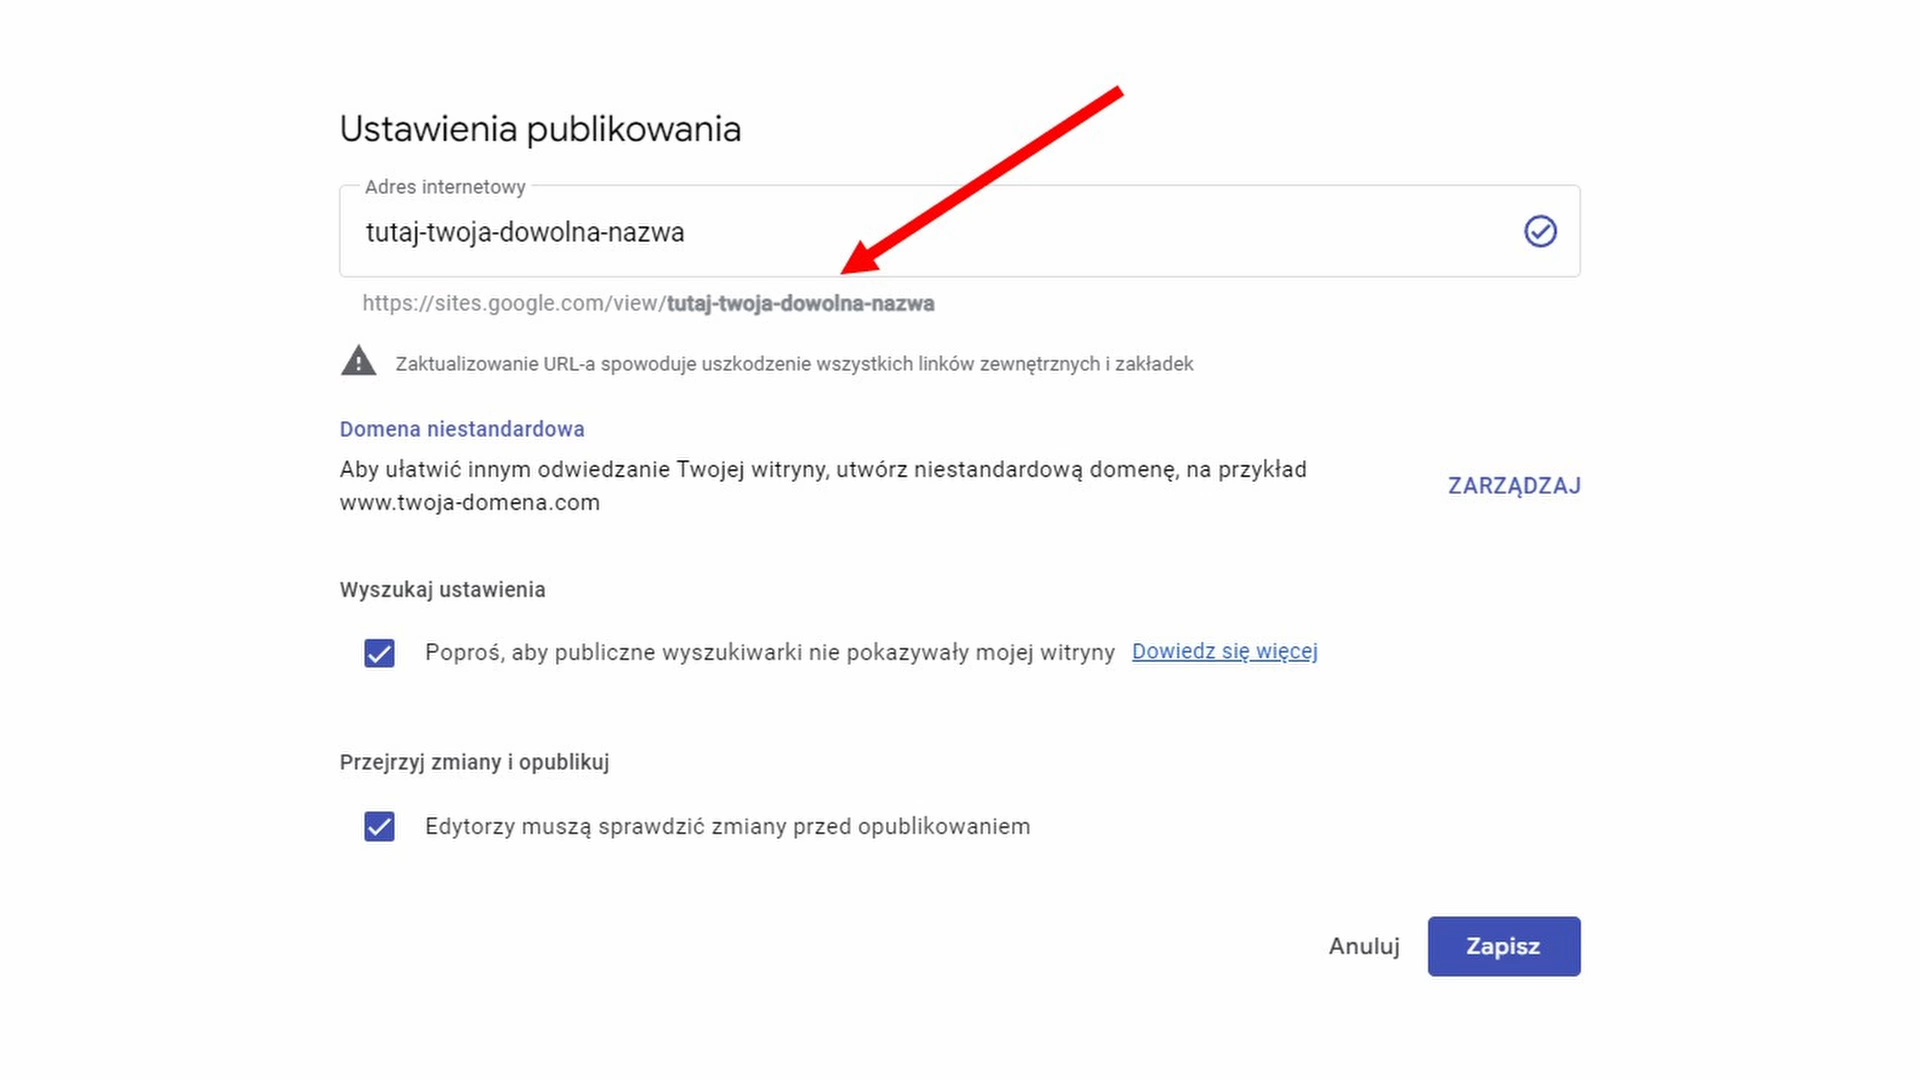 Ustawienia publikowania
Adres internetowy
tutaj-twoja-dowolna-nazwa
https://sites.google.com/view/tutaj-twoja-dowolna-nazwa
Zaktualizowanie URL-a spowoduje uszkodzenie wszystkich linków zewnętrznych i zakładek
Domena niestandardowa
Aby ułatwić innym odwiedzanie Twojej witryny, utwórz niestandardową domenę, na przykład
www.twoja-domena.com
ZARZĄDZAJ
Wyszukaj ustawienia
Poproś, aby publiczne wyszukiwarki nie pokazywały mojej witryny Dowiedz się więcej
Przejrzyj zmiany i opublikuj
Edytorzy muszą sprawdzić zmiany przed opublikowaniem
Anuluj Zapisz